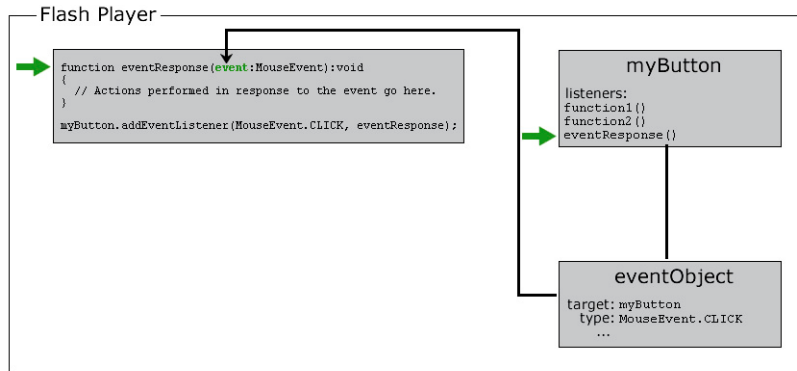 Flash Player
function eventResponse(event:MouseEvent):void
{
// Actions performed in response to the event go here.
}
myButton.addEventListener(MouseEvent.CLICK, eventResponse);
myButton
listeners:
function1()
function2()
eventResponse()
eventObject
target: myButton
type: MouseEvent.CLICK
...